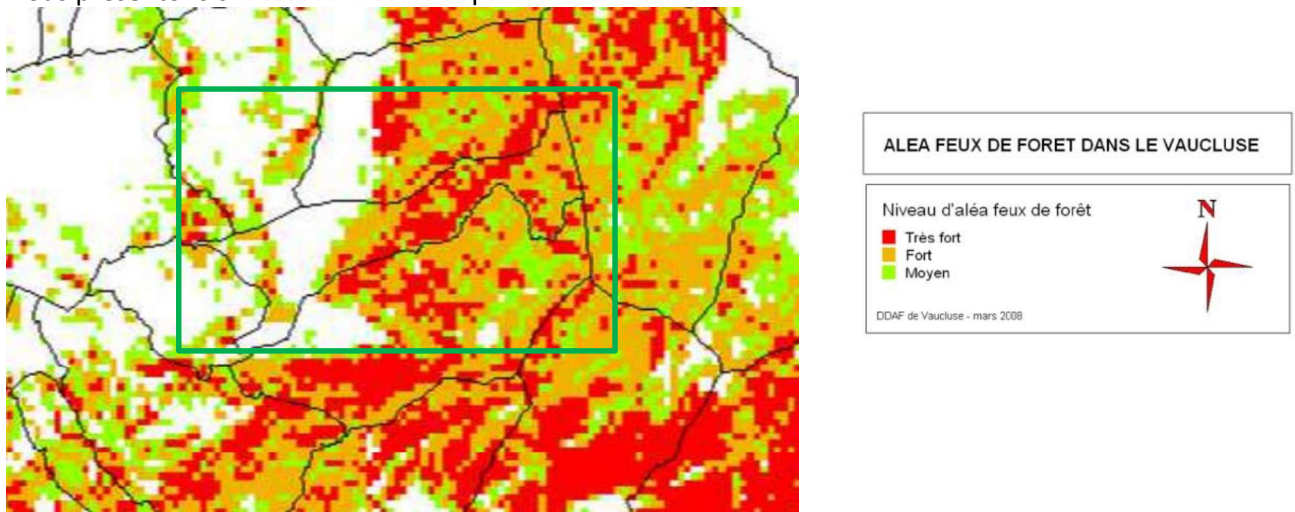 ALEA FEUX DE FORET DANS LE VAUCLUSE
Niveau d'aléa feux de forêt
N
Très fort
Fort
Moyen
DDAF de Vaucluse - mars 2008